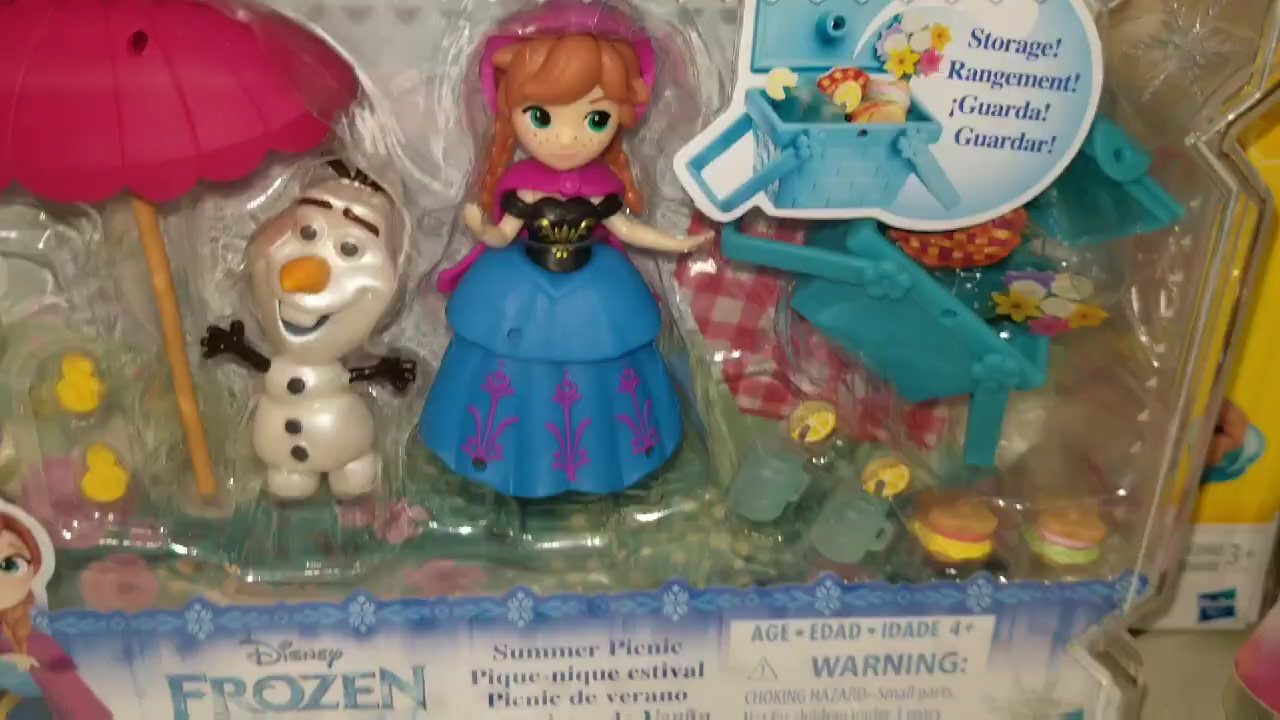 Storage!
Rangement!
¡Guarda!
Guardar!
DISNEY
FROZEN
Summer Picnic
Pique-nique estival
Picnic de verano
AGE • EDAD • IDADE 4+
WARNING:
CHOKING HAZARD-Small parts.
3+